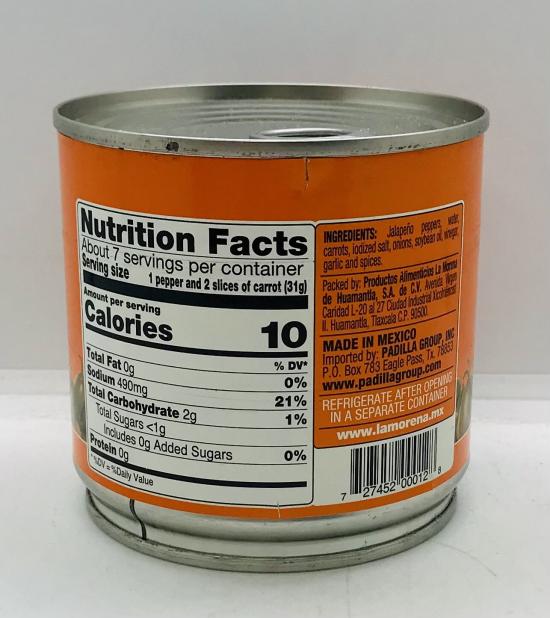 Nutrition Facts
About 7 servings per container
Serving size 1 pepper and 2 slices of carrot (31g)
Amount per serving
Calories 10
% DV*
Total Fat 0g 0%
Sodium 490mg 21%
Total Carbohydrate 2g 1%
Total Sugars <1g
Includes 0g Added Sugars 0%
Protein 0g
*%DV = %Daily Value
INGREDIENTS: Jalapeño peppers, water,
carrots, iodized salt, onions, soybean oil, vinegar,
garlic and spices.
Packed by: Productos Alimenticios La Morena
de Huamantla, S.A. de C.V. Avenida Virgen
Caridad L-20 al 27 Ciudad Industrial Xicohténcatl
II. Huamantla, Tlaxcala C.P. 90500.
MADE IN MEXICO
Imported by: PADILLA GROUP, INC
P.O. Box 783 Eagle Pass, Tx. 78853
www.padillagroup.com
REFRIGERATE AFTER OPENING
IN A SEPARATE CONTAINER
www.lamorena.mx
7 27452 00012 8